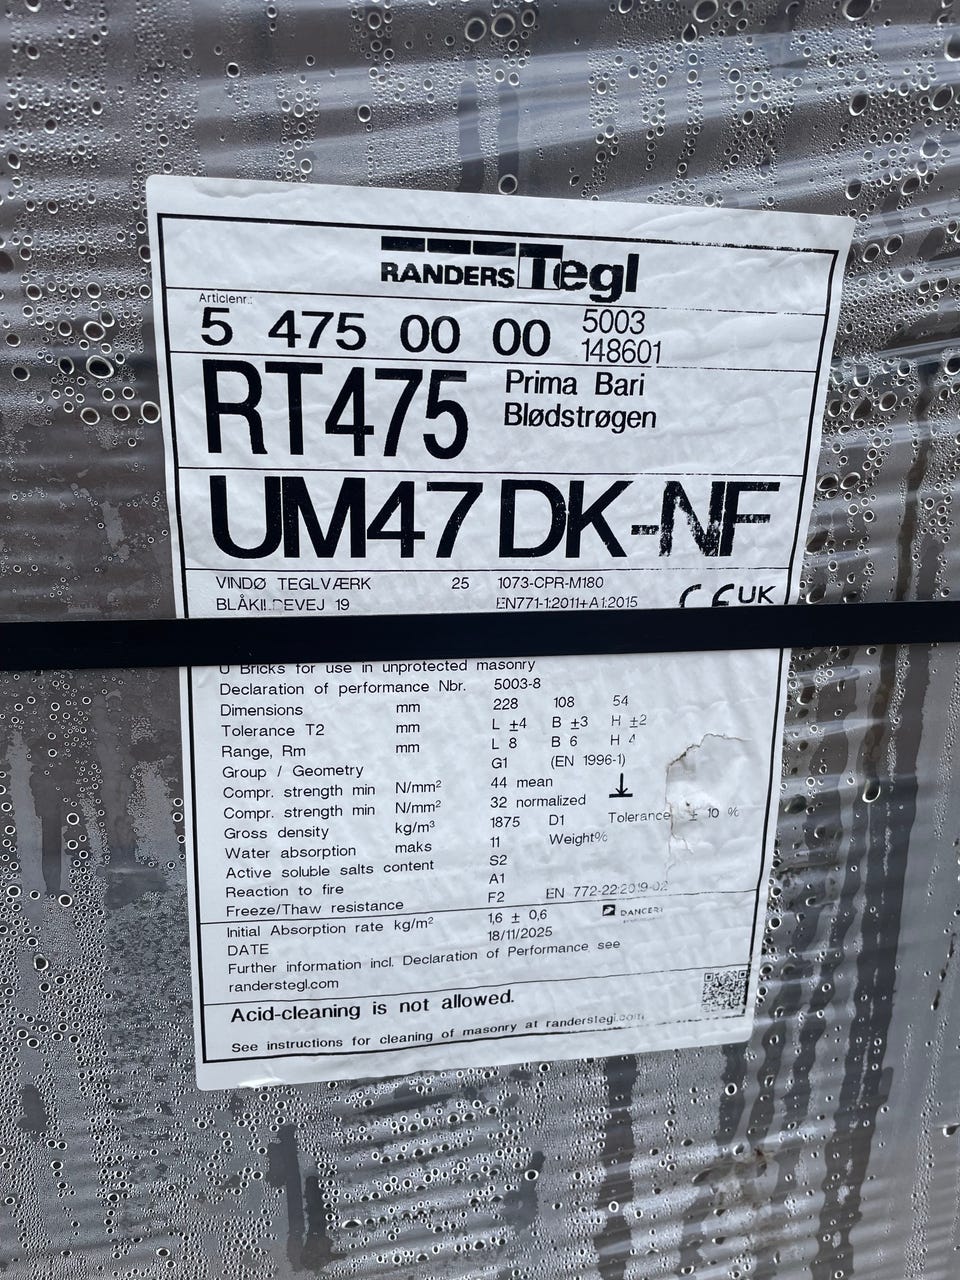 RANDERS Tegl
Articlenr.:
5 475 00 00 5003
148601
RT475 Prima Bari
Blødstrøgen
UM47 DK-NF
VINDØ TEGLVÆRK 25 1073-CPR-M180
19 EN771-1:2011+A1:2015 CE UK
U Bricks for use in unprotected masonry
Declaration of performance Nbr. 5003-8
Dimensions mm 228 108 54
Tolerance T2 mm L ±4 B ±3 H ±2
Range, Rm mm L 8 B 6 H 4
Group / Geometry G1 (EN 1996-1)
Compr. strength min N/mm² 44 mean
Compr. strength min N/mm² 32 normalized
Gross density kg/m³ 1875 D1 Tolerance ± 10 %
Water absorption maks 11 Weight%
Active soluble salts content S2
Reaction to fire A1
Freeze/Thaw resistance F2 EN 772-22:2019-02
Initial Absorption rate kg/m² 1,6 ± 0,6
DATE 18/11/2025
Further information incl. Declaration of Performance see
randerstegl.com
Acid-cleaning is not allowed.
See instructions for cleaning of masonry at randerstegl.com